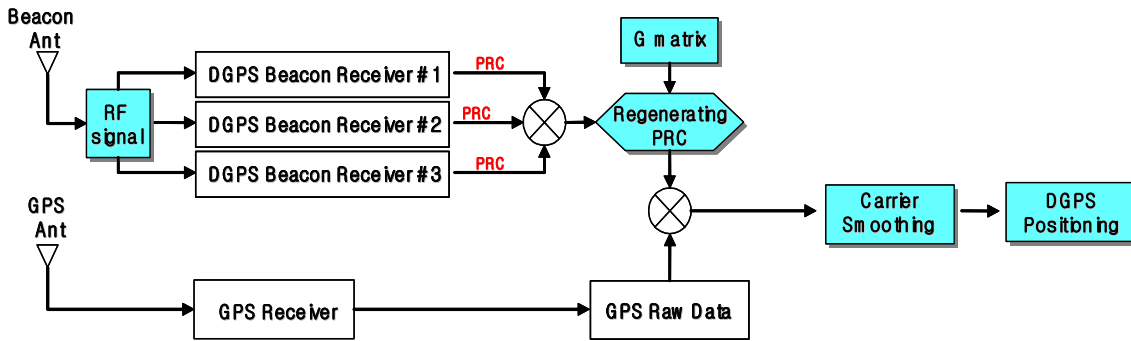 Beacon
Ant
RF
signal
DGPS Beacon Receiver #1
DGPS Beacon Receiver #2
DGPS Beacon Receiver #3
PRC
PRC
PRC
G matrix
Regenerating
PRC
GPS
Ant
GPS Receiver
GPS Raw Data
Carrier
Smoothing
DGPS
Positioning